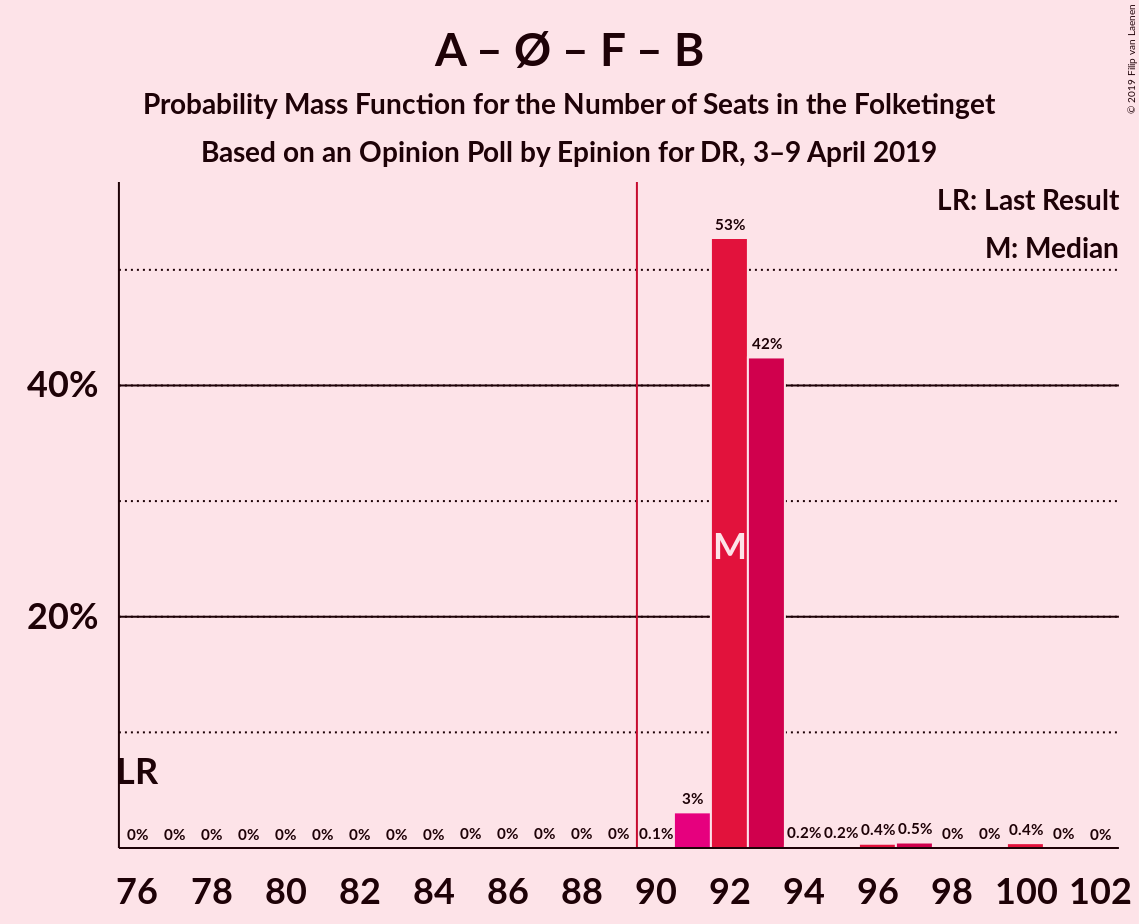 A – Ø – F – B
Probability Mass Function for the Number of Seats in the Folketinget
Based on an Opinion Poll by Epinion for DR, 3–9 April 2019
© 2019 Filip van Laenen
LR: Last Result
M: Median
53%
42%
40%
M
20%
LR
3%
0% 0% 0% 0% 0% 0% 0% 0% 0% 0% 0% 0% 0% 0% 0.1% 0.2% 0.2% 0.4% 0.5% 0% 0% 0.4% 0% 0%
76 78 80 82 84 86 88 90 92 94 96 98 100 102